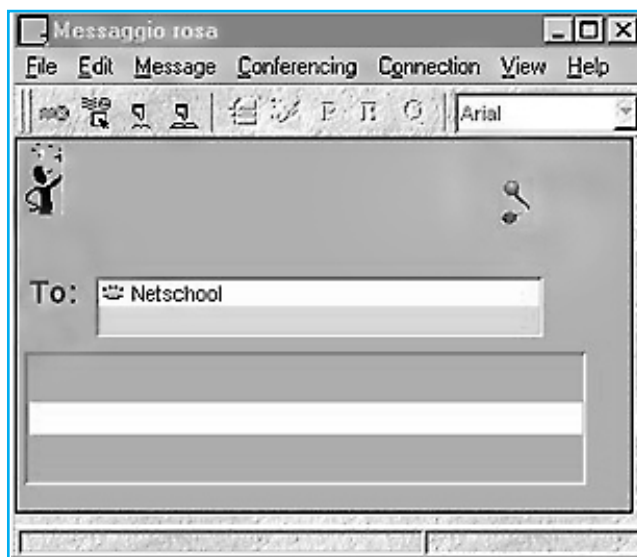 Messaggio rosa
File Edit Message Conferencing Connection View Help
Arial
To: Netschool